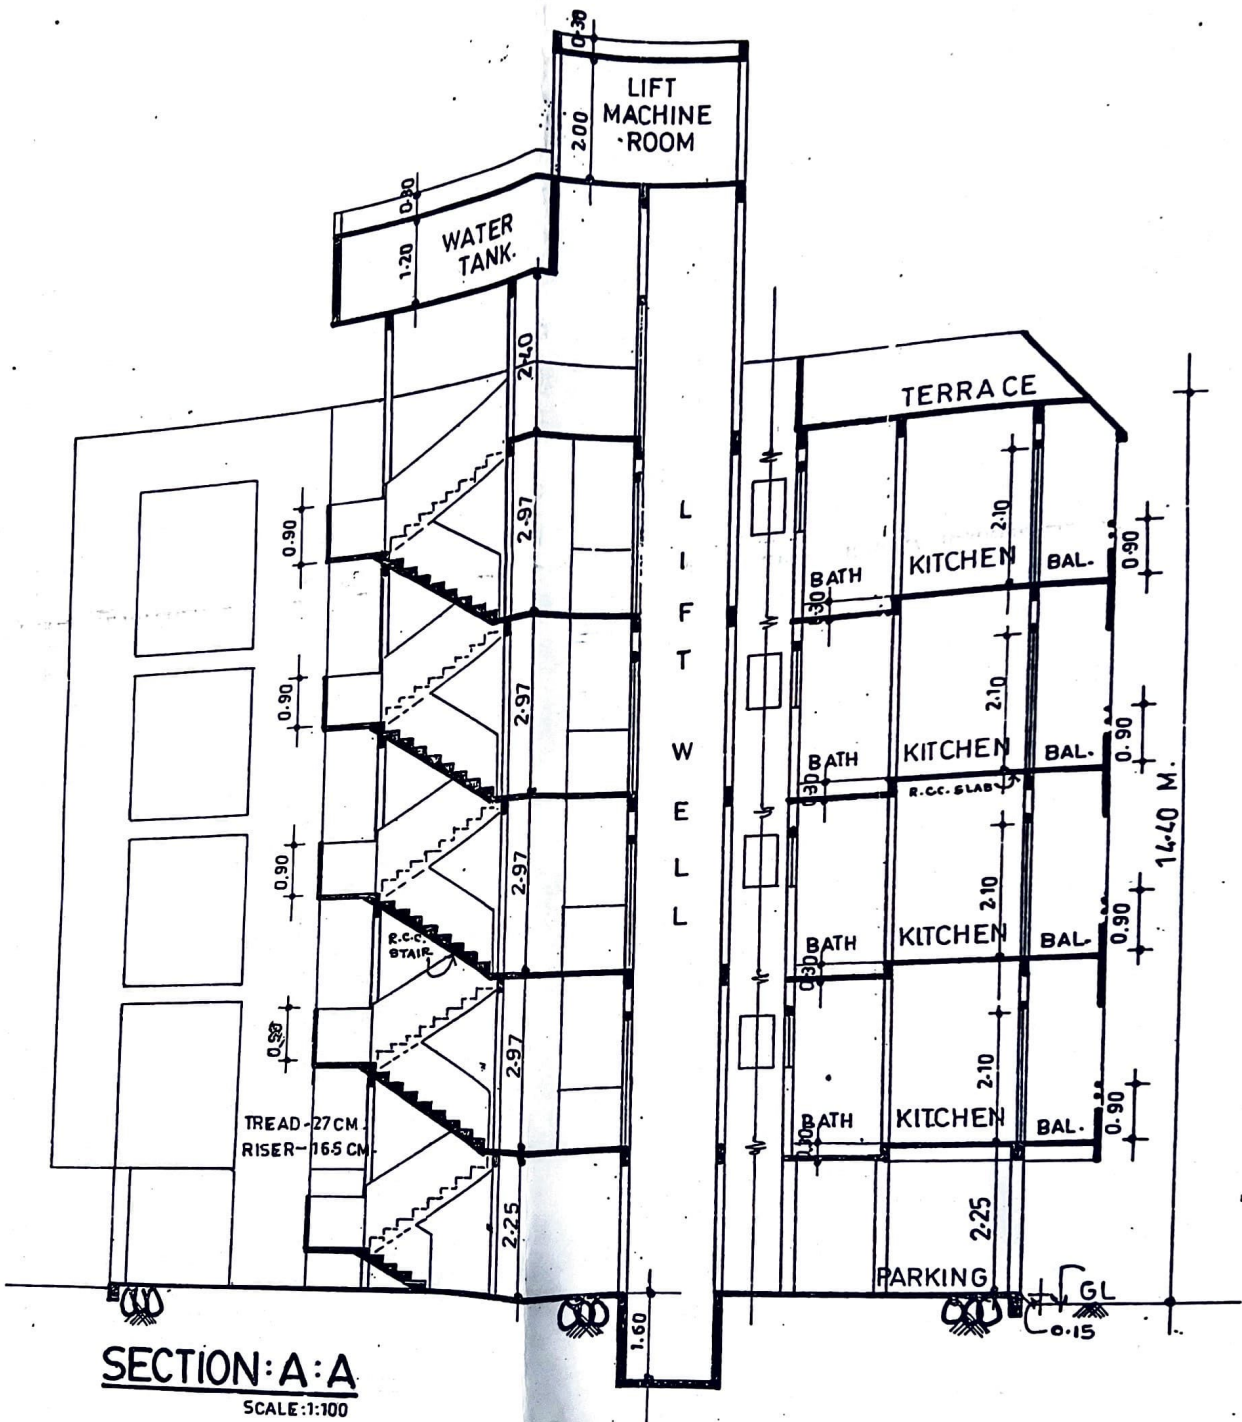 0.30
LIFT
MACHINE
ROOM
2.00
0.30
WATER
TANK.
1.20
2.40
TERRACE
L
I
F
T
W
E
L
L
2.97
0.90
2.10
KITCHEN
BATH
BAL.
0.90
0.30
0.90
2.97
2.10
KITCHEN
BATH
BAL.
0.90
0.30
R.C.C. SLAB
14.40 M.
0.90
2.97
2.10
KITCHEN
BATH
BAL.
0.90
0.30
R.C.C.
STAIR
2.97
2.10
KITCHEN
BATH
BAL.
0.90
0.30
TREAD-27 CM.
RISER-16.5 CM.
2.25
2.25
PARKING
GL
0.15
1.60
SECTION:A:A
SCALE:1:100